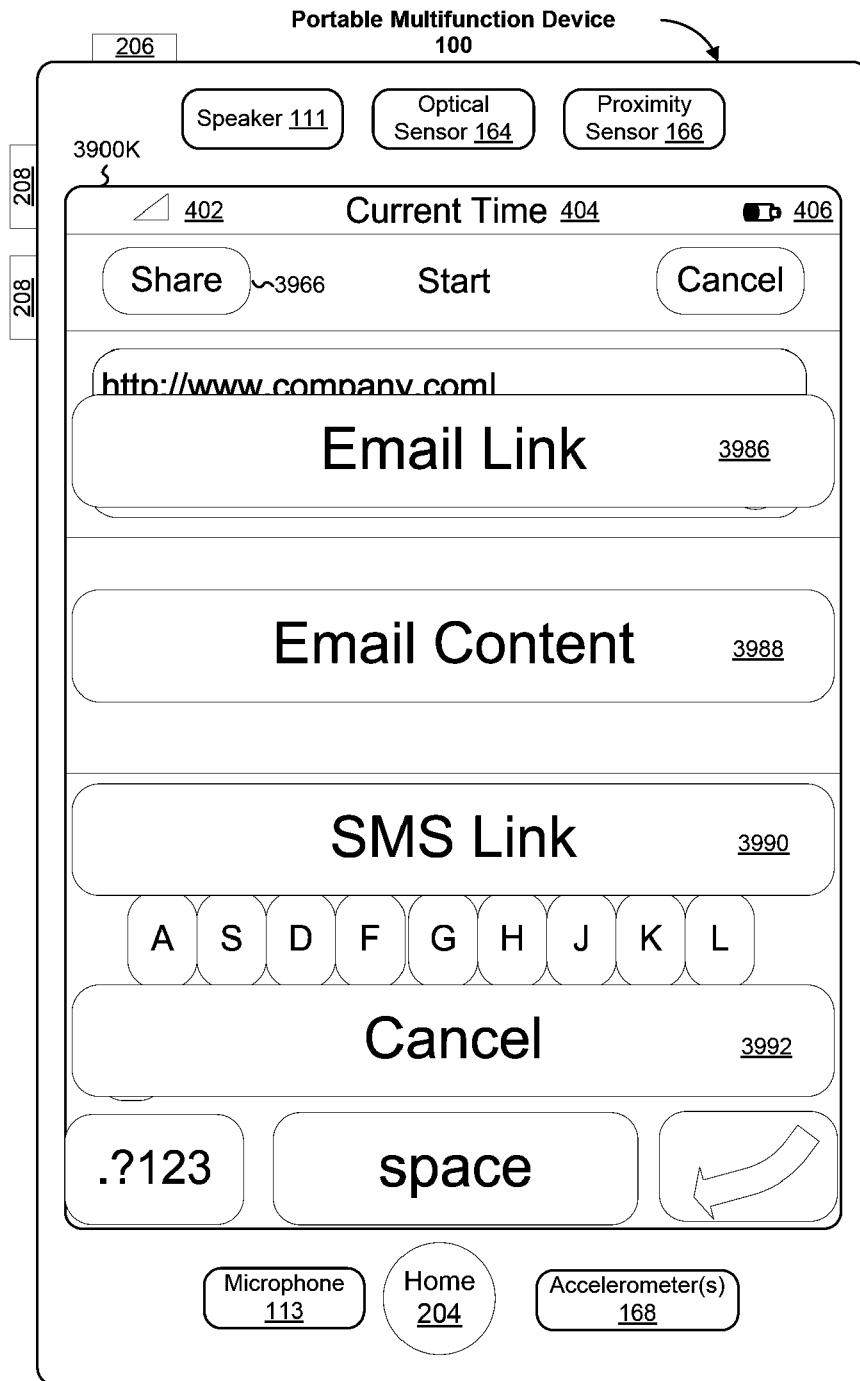 Portable Multifunction Device
100
206
Speaker 111
Optical
Sensor 164
Proximity
Sensor 166
3900K
208
208
402
Current Time 404
406
Share
3966
Start
Cancel
http://www.company.com|
Email Link
3986
Email Content
3988
SMS Link
3990
A S D F G H J K L
Cancel
3992
.?123
space
Microphone
113
Home
204
Accelerometer(s)
168